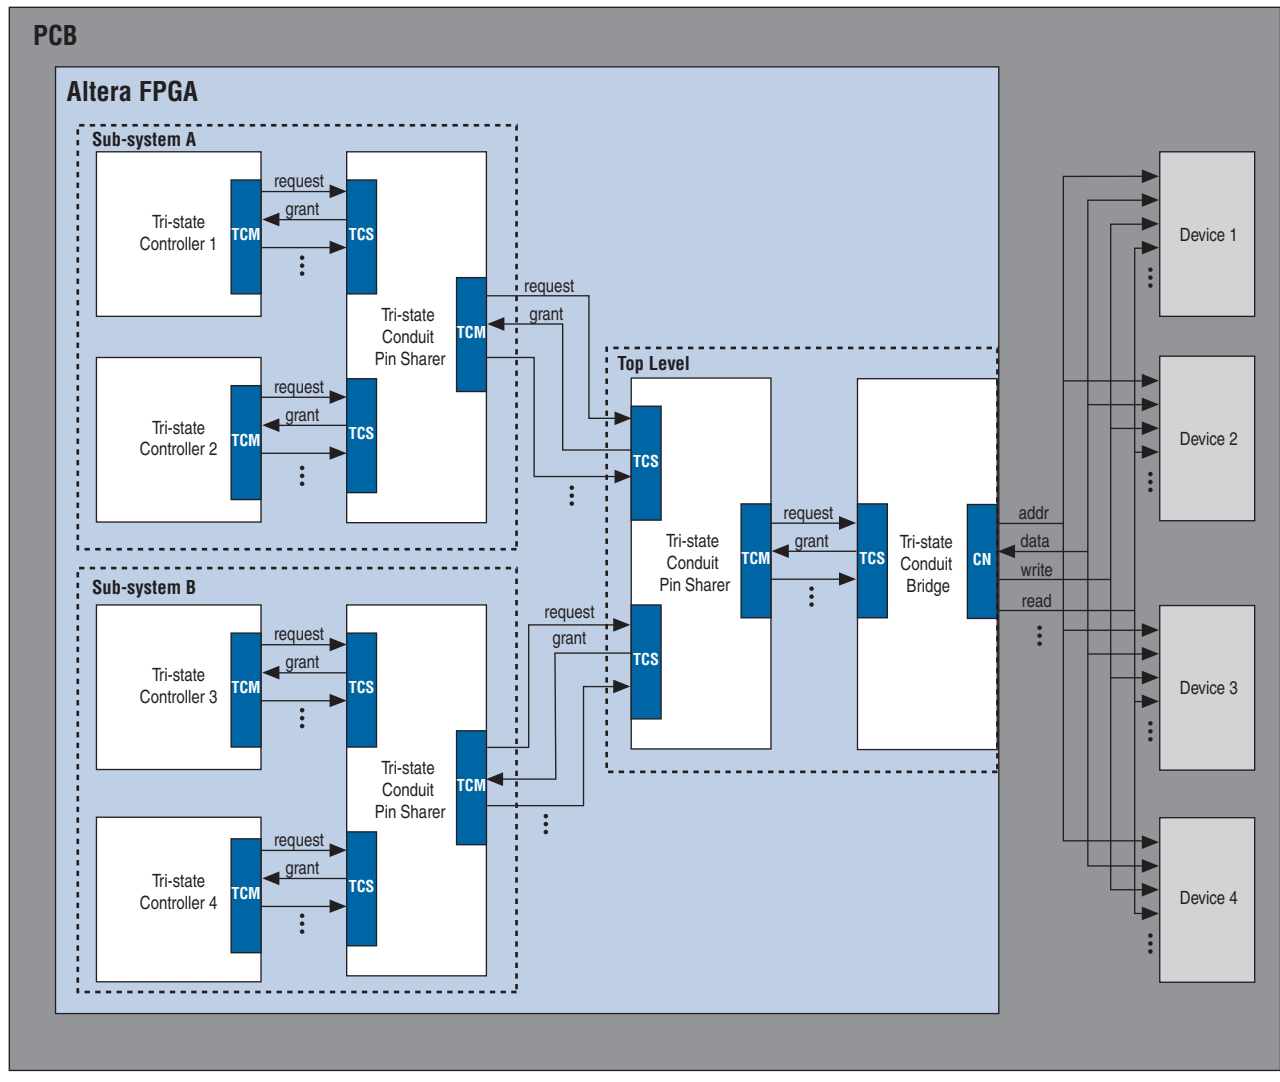 PCB
Altera FPGA
Sub-system A
Tri-state
Controller 1
TCM
request
grant
TCS
Tri-state
Conduit
Pin Sharer
TCM
Tri-state
Controller 2
TCM
request
grant
TCS
request
grant
Sub-system B
Tri-state
Controller 3
TCM
request
grant
TCS
Tri-state
Conduit
Pin Sharer
TCM
Tri-state
Controller 4
TCM
request
grant
TCS
request
grant
Top Level
TCS
TCS
Tri-state
Conduit
Pin Sharer
TCM
request
grant
TCS
Tri-state
Conduit
Bridge
CN
addr
data
write
read
Device 1
Device 2
Device 3
Device 4